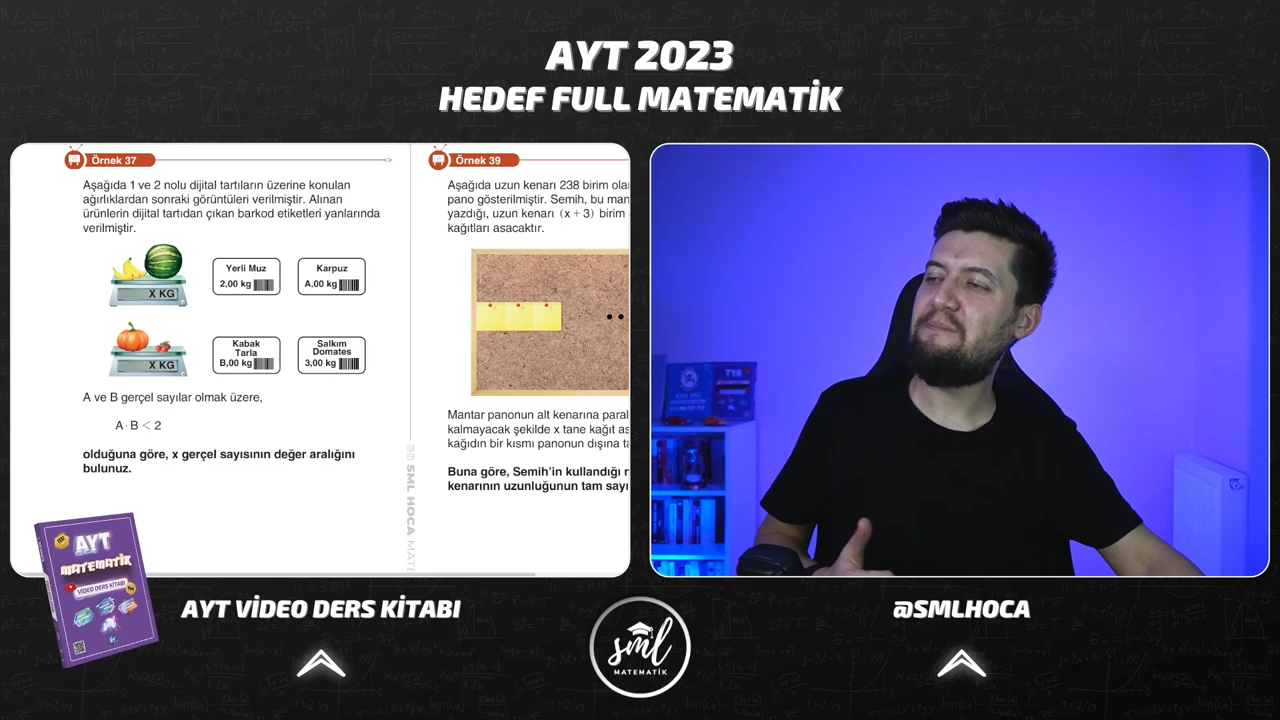 AYT 2023
HEDEF FULL MATEMATİK
Örnek 37
Aşağıda 1 ve 2 nolu dijital tartıların üzerine konulan
ağırlıklardan sonraki görüntüleri verilmiştir. Alınan
ürünlerin dijital tartıdan çıkan barkod etiketleri yanlarında
verilmiştir.
X KG
Yerli Muz
2,00 kg
Karpuz
A,00 kg
X KG
Kabak
Tarla
B,00 kg
Salkım
Domates
3,00 kg
A ve B gerçel sayılar olmak üzere,
A · B < 2
olduğuna göre, x gerçel sayısının değer aralığını
bulunuz.
SML HOCA MATE
Örnek 39
Aşağıda uzun kenarı 238 birim ola
pano gösterilmiştir. Semih, bu man
yazdığı, uzun kenarı (x + 3) birim
kağıtları asacaktır.
Mantar panonun alt kenarına paral
kalmayacak şekilde x tane kağıt as
kağıdın bir kısmı panonun dışına ta
Buna göre, Semih'in kullandığı
kenarının uzunluğunun tam sayı
AYT
MATEMATİK
VİDEO DERS KİTABI
AYT VİDEO DERS KİTABI
sml
MATEMATİK
@SMLHOCA